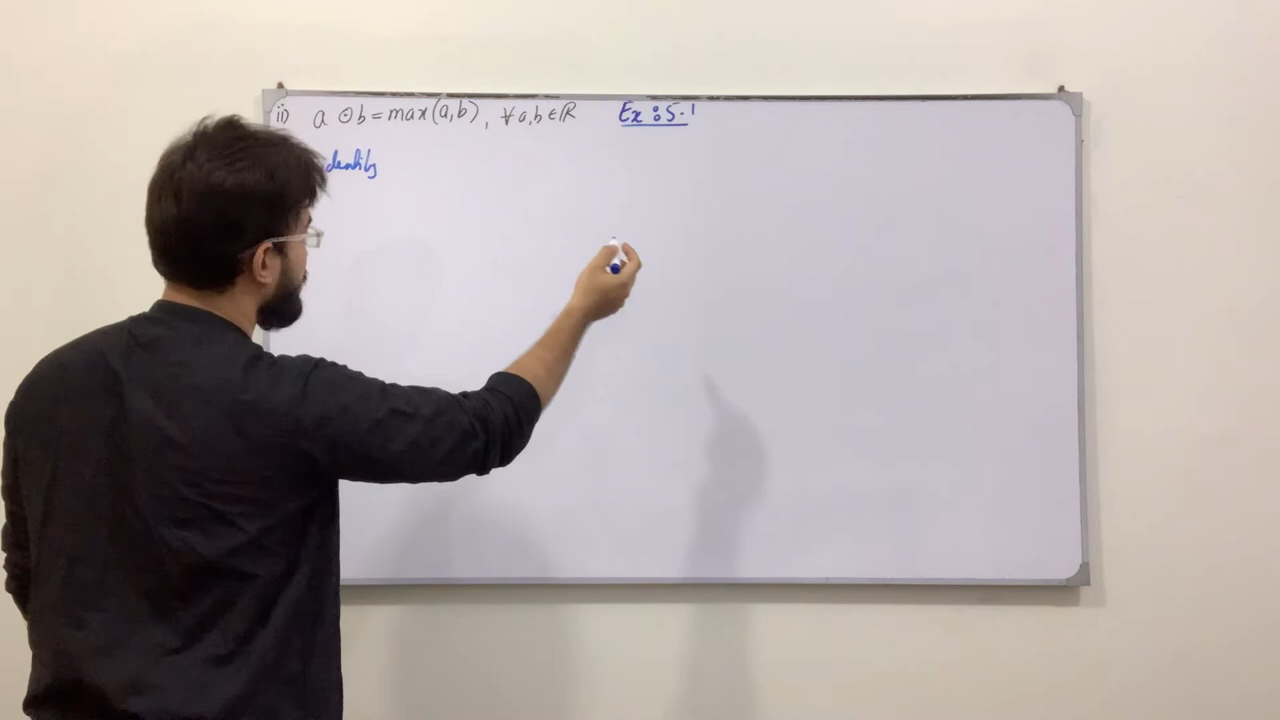 ii) a ⊙ b = max(a,b), ∀ a,b ∈ ℝ Ex : 5.1